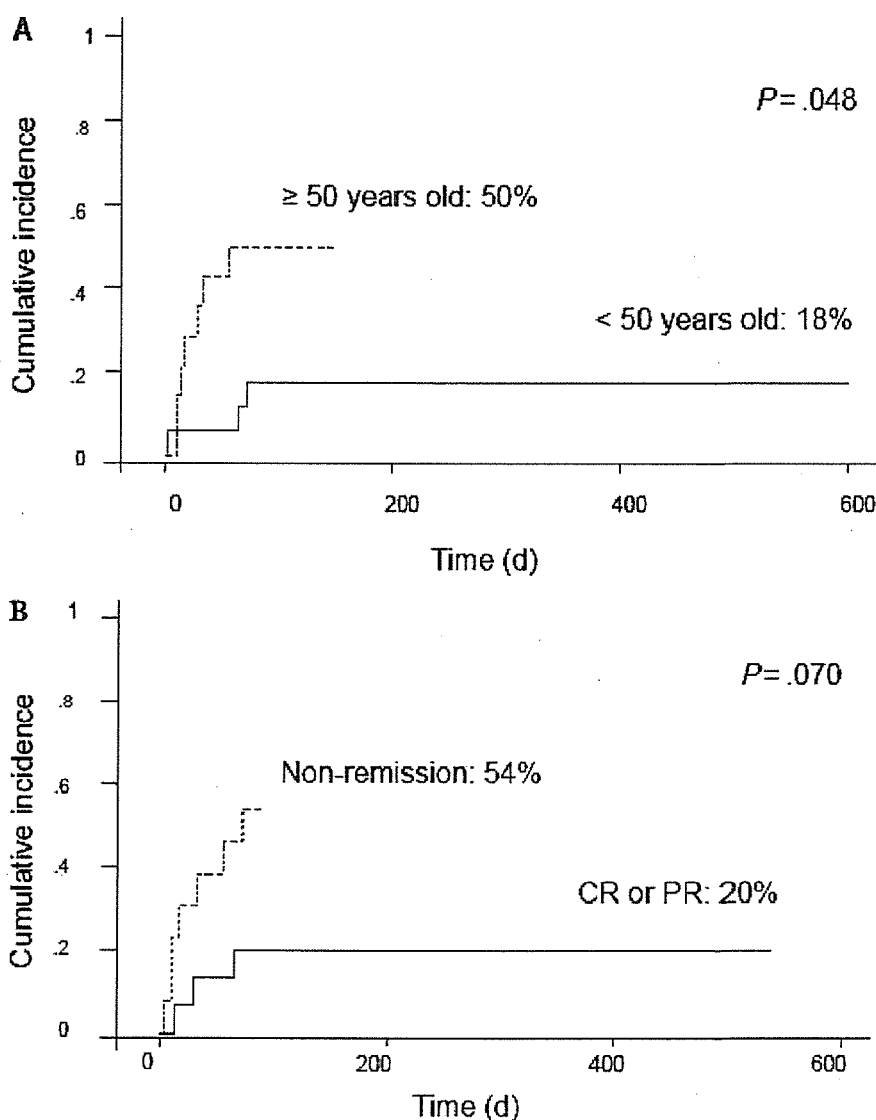 A
1
P= .048
.8
Cumulative incidence
≥ 50 years old: 50%
.6
.4
< 50 years old: 18%
.2
0
0 200 400 600
Time (d)
B
1
P= .070
.8
Cumulative incidence
Non-remission: 54%
.6
.4
CR or PR: 20%
.2
0
0 200 400 600
Time (d)